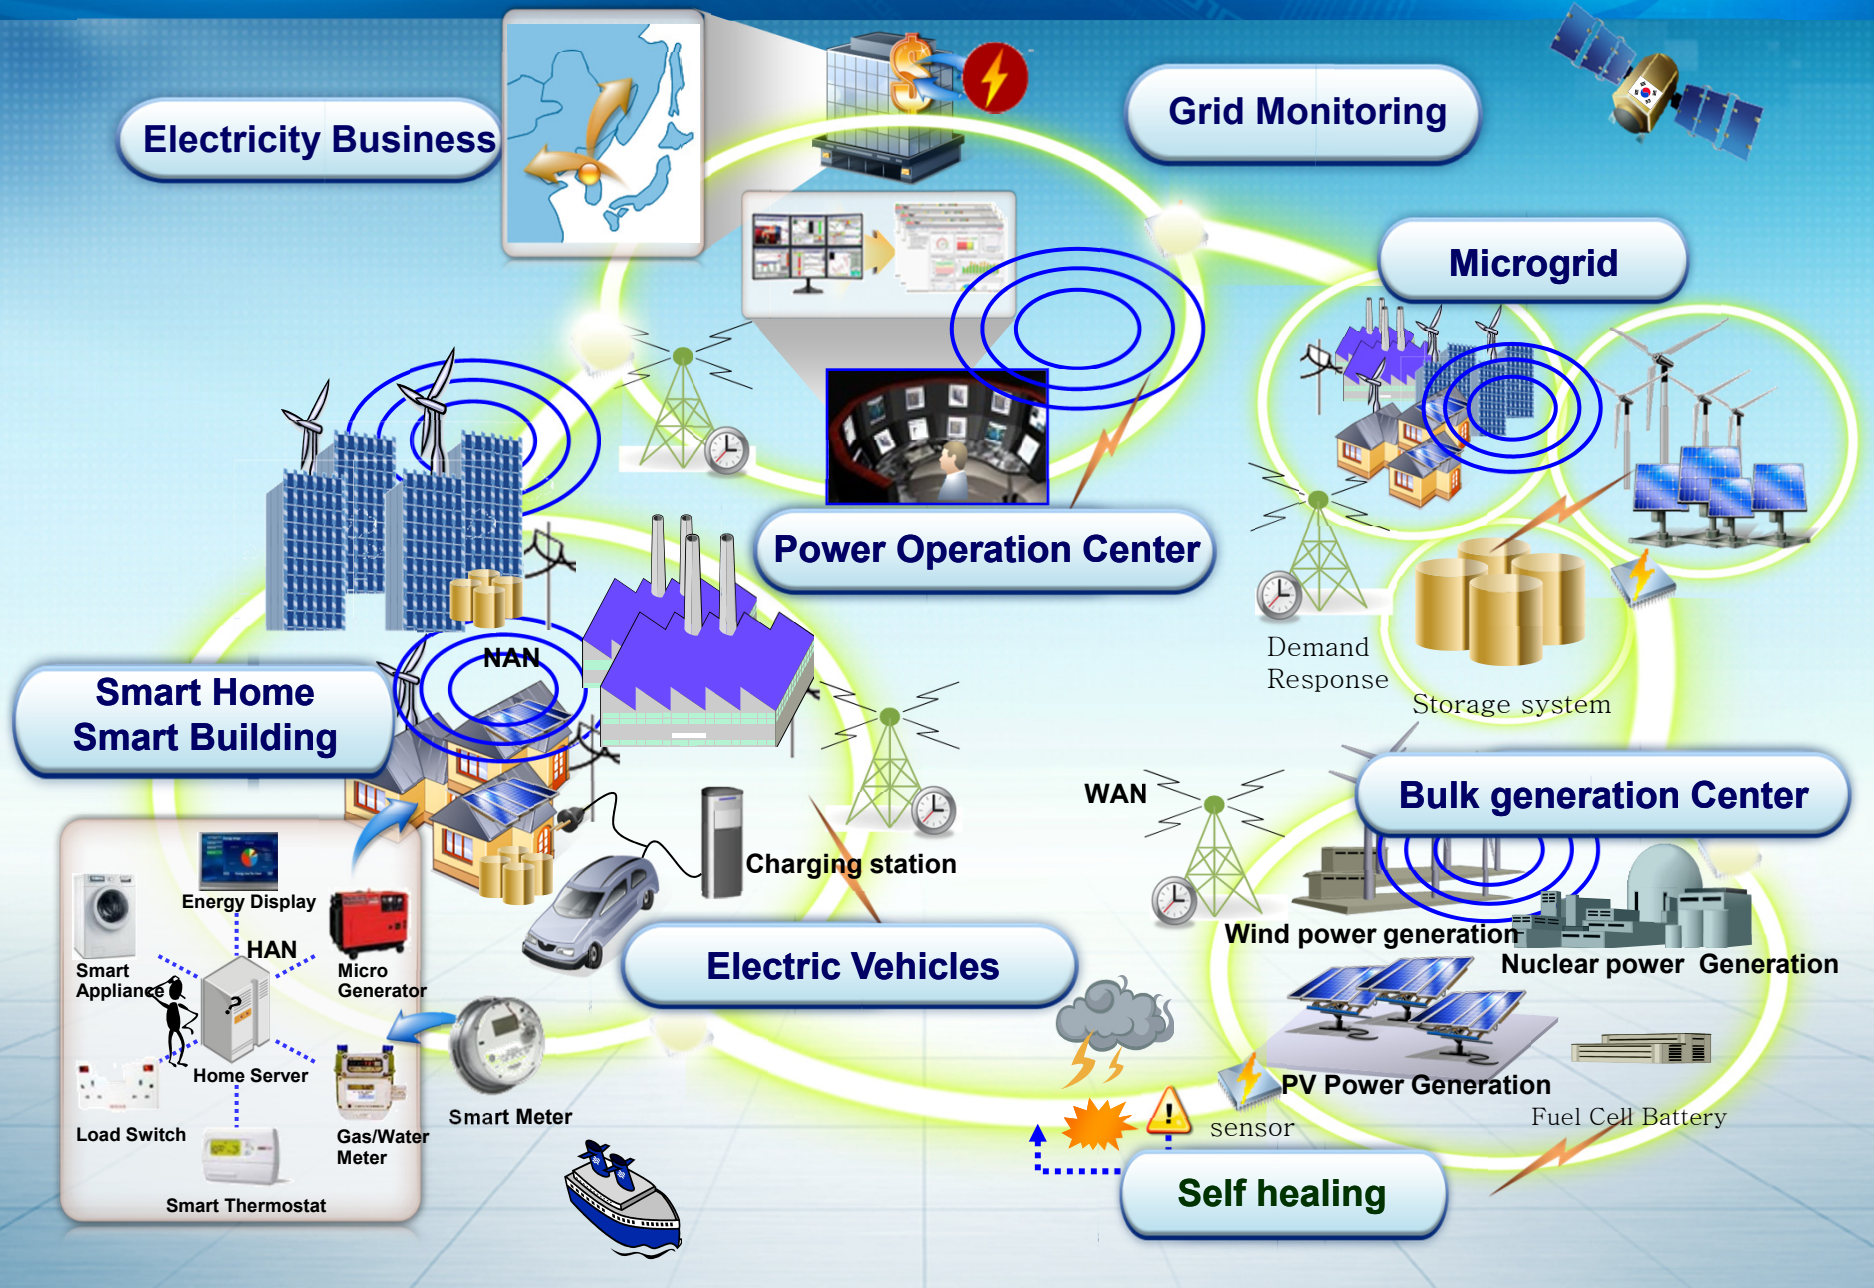 Electricity Business
Grid Monitoring
Microgrid
Power Operation Center
NAN
Demand
Response
Storage system
Smart Home
Smart Building
WAN
Bulk generation Center
Charging station
Energy Display
HAN
Smart
Appliance
Micro
Generator
Wind power generation
Nuclear power Generation
Electric Vehicles
Home Server
PV Power Generation
Smart Meter
Fuel Cell Battery
sensor
Load Switch
Gas/Water
Meter
Self healing
Smart Thermostat